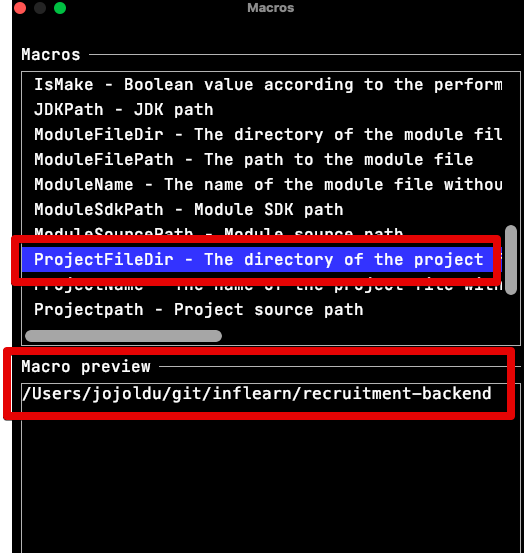 Macros
Macros
IsMake - Boolean value according to the perform
JDKPath - JDK path
ModuleFileDir - The directory of the module fil
ModuleFilePath - The path to the module file
ModuleName - The name of the module file withou
ModuleSdkPath - Module SDK path
ModuleSourcePath - Module source path
ProjectFileDir - The directory of the project
ProjectName - The name of the project file with
Projectpath - Project source path
Macro preview
/Users/jojoldu/git/inflearn/recruitment-backend